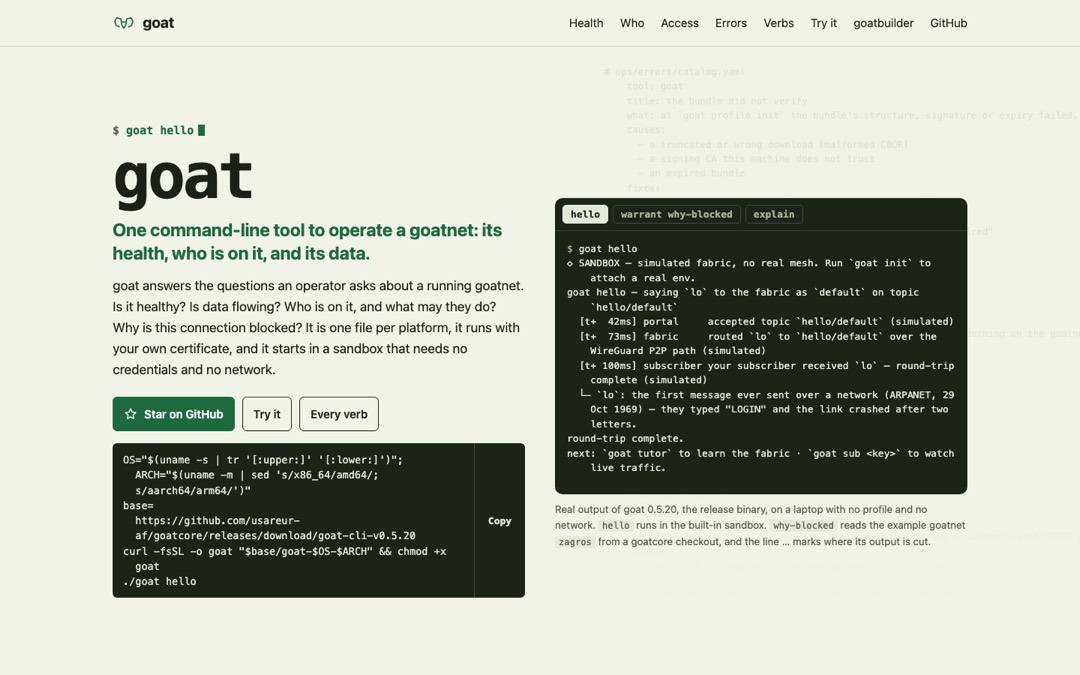 goat
Health Who Access Errors Verbs Try it goatbuilder GitHub
# ops/errors/catalog.yaml
tool: goat
title: the bundle did not verify
what: at `goat profile init` the bundle's structure, signature or expiry failed.
causes:
– a truncated or wrong download (malformed CBOR)
– a signing CA this machine does not trust
– an expired bundle
fixes:
$ goat hello
goat
One command-line tool to operate a goatnet: its
health, who is on it, and its data.
goat answers the questions an operator asks about a running goatnet.
Is it healthy? Is data flowing? Who is on it, and what may they do?
Why is this connection blocked? It is one file per platform, it runs with
your own certificate, and it starts in a sandbox that needs no
credentials and no network.
Star on GitHub Try it Every verb
OS="$(uname -s | tr '[:upper:]' '[:lower:]')";
ARCH="$(uname -m | sed 's/x86_64/amd64/;
s/aarch64/arm64/')"
base=
https://github.com/usareur-
af/goatcore/releases/download/goat-cli-v0.5.20
curl -fsSL -o goat "$base/goat-$OS-$ARCH" && chmod +x
goat
./goat hello
Copy
hello warrant why-blocked explain
$ goat hello
◇ SANDBOX — simulated fabric, no real mesh. Run `goat init` to
attach a real env.
goat hello — saying `lo` to the fabric as `default` on topic
`hello/default`
[t+ 42ms] portal accepted topic `hello/default` (simulated)
[t+ 73ms] fabric routed `lo` to `hello/default` over the
WireGuard P2P path (simulated)
[t+ 100ms] subscriber your subscriber received `lo` — round-trip
complete (simulated)
└─ `lo`: the first message ever sent over a network (ARPANET, 29
Oct 1969) — they typed "LOGIN" and the link crashed after two
letters.
round-trip complete.
next: `goat tutor` to learn the fabric · `goat sub <key>` to watch
live traffic.
Real output of goat 0.5.20, the release binary, on a laptop with no profile and no
network. hello runs in the built-in sandbox. why-blocked reads the example goatnet
zagros from a goatcore checkout, and the line … marks where its output is cut.